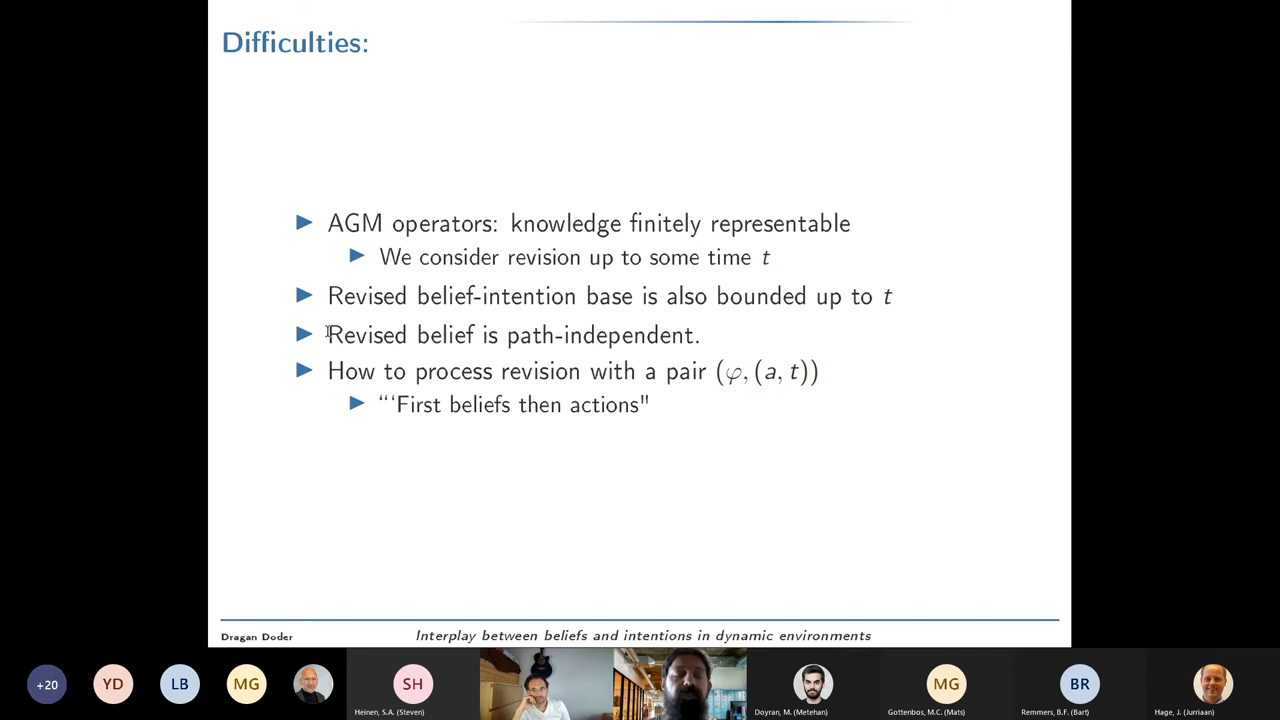 Difficulties:
AGM operators: knowledge finitely representable
We consider revision up to some time t
Revised belief-intention base is also bounded up to t
Revised belief is path-independent.
How to process revision with a pair (φ, (a, t))
“‘First beliefs then actions"
Dragan Doder
Interplay between beliefs and intentions in dynamic environments
+20
YD
LB
MG
SH
MG
BR
Heinen, S.A. (Steven)
Doyran, M. (Metehan)
Gottenbos, M.C. (Mats)
Remmers, B.F. (Bart)
Hage, J. (Jurriaan)